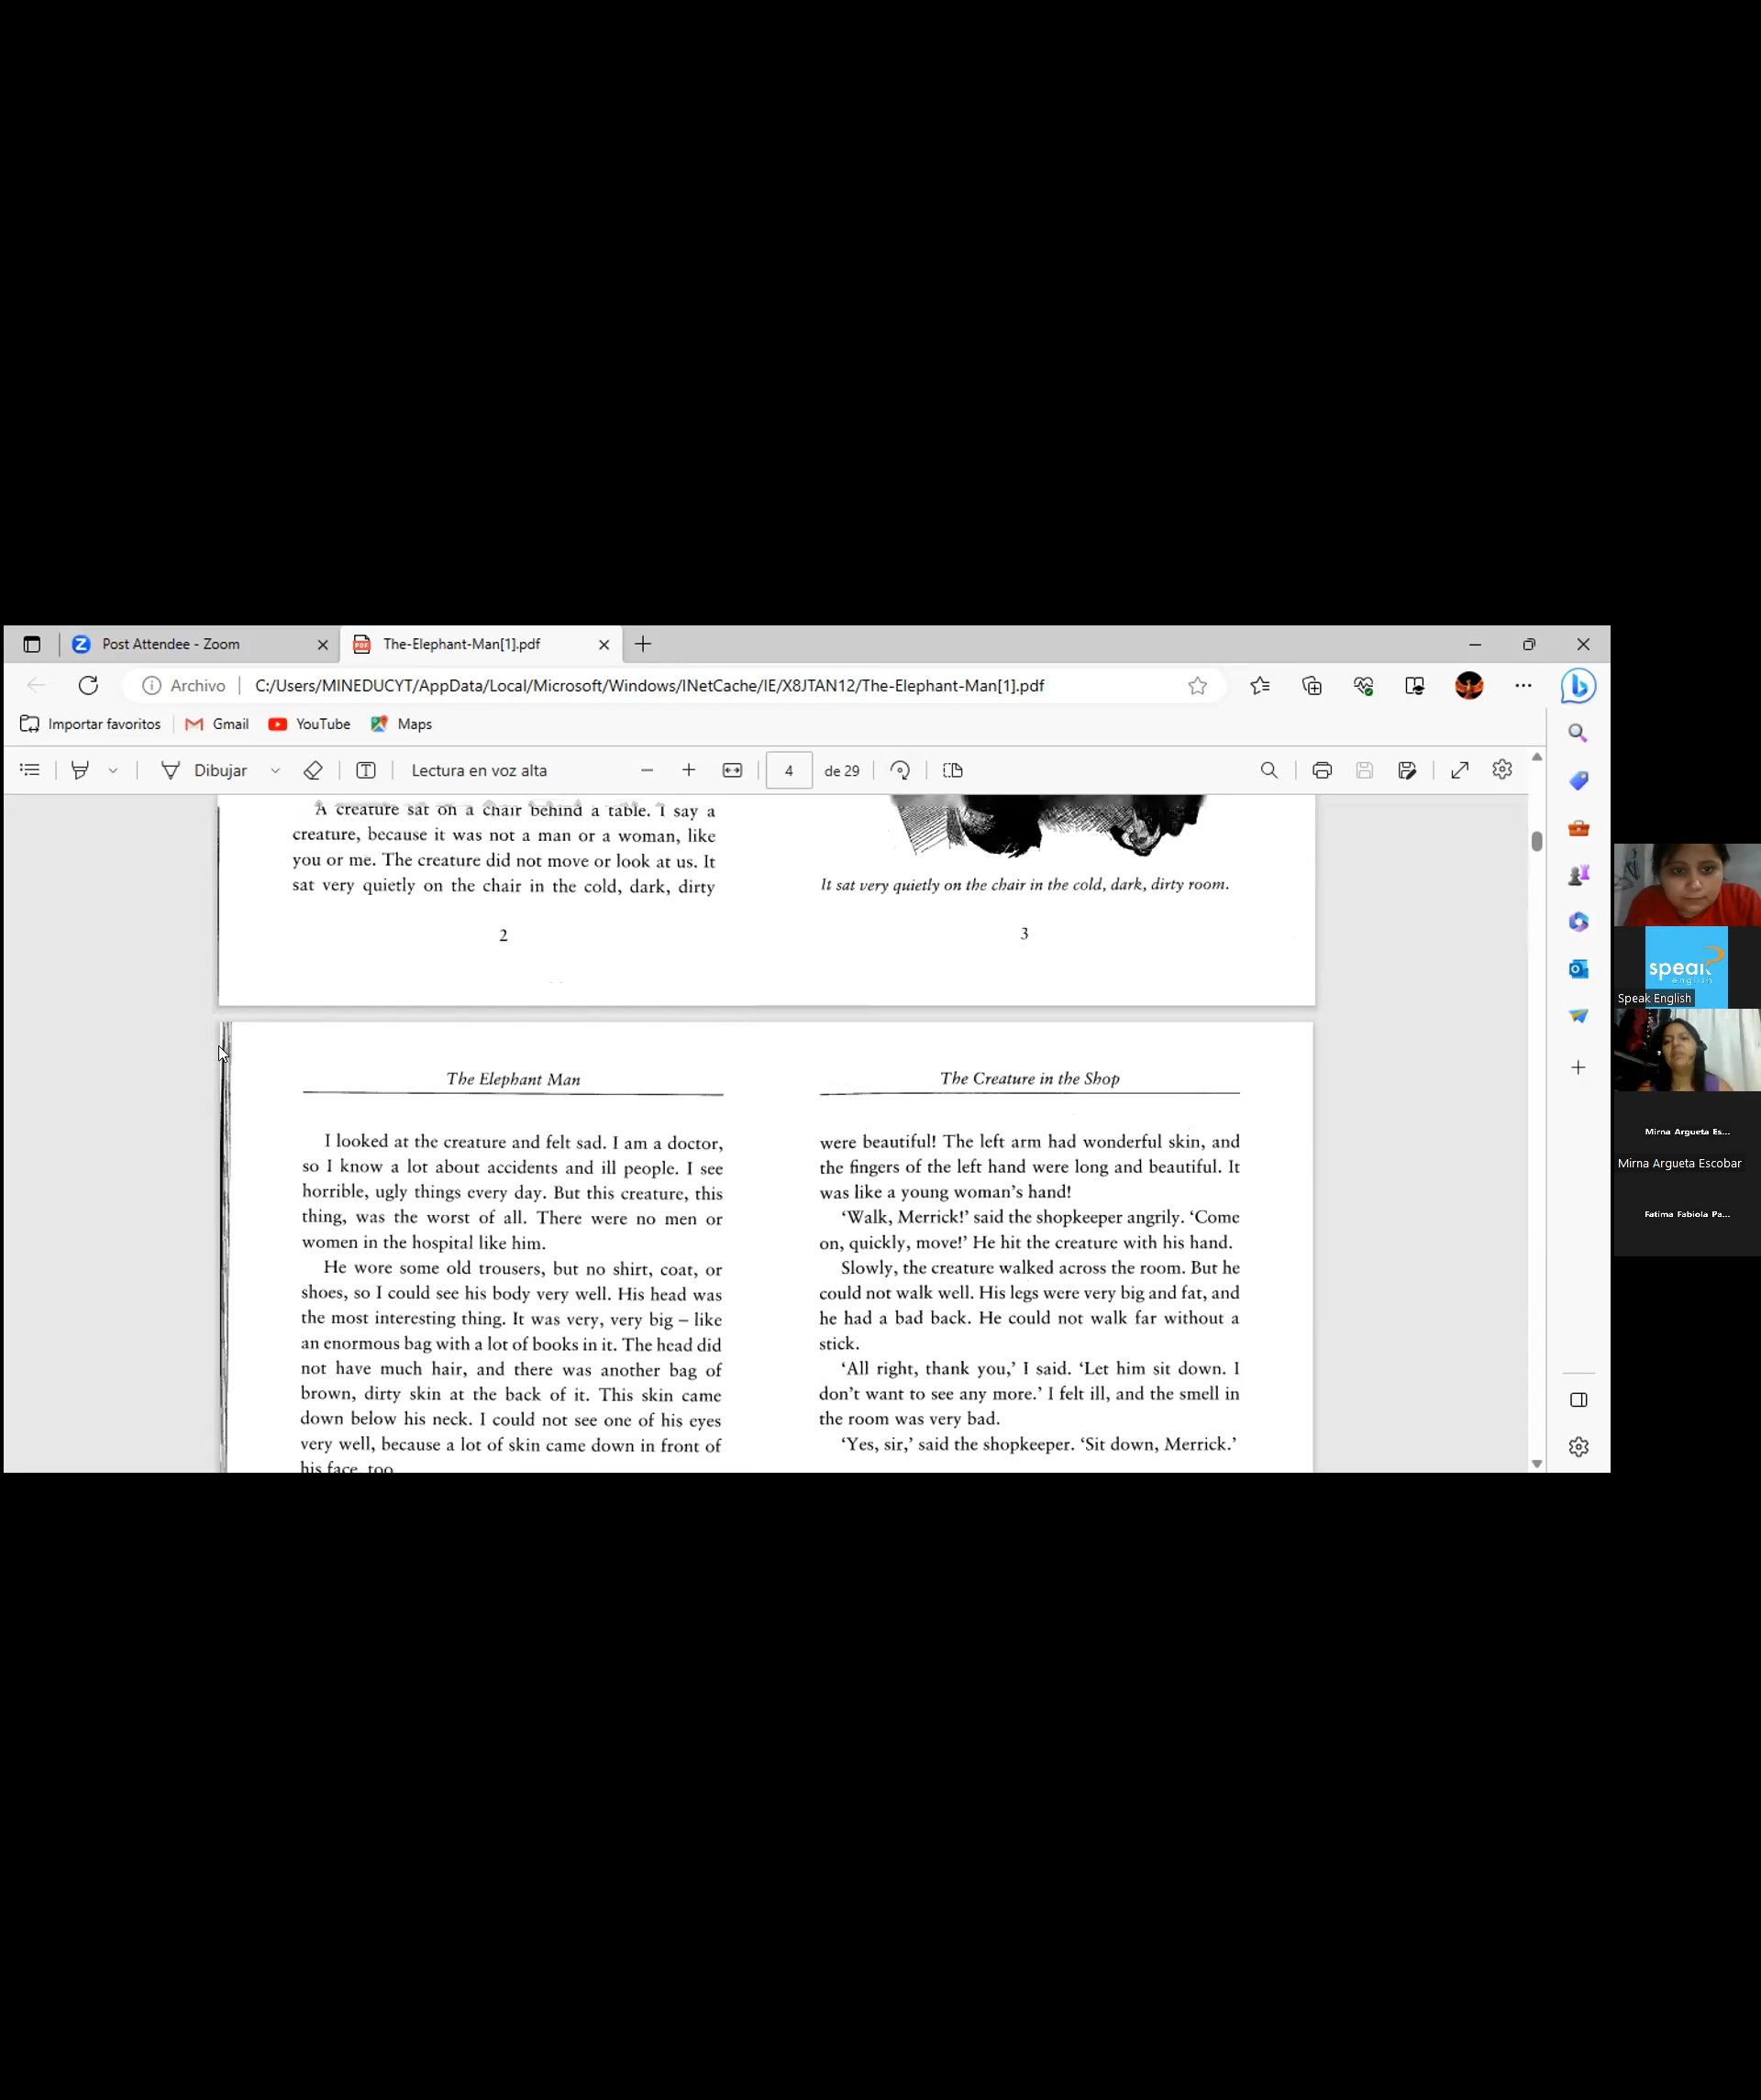 Post Attendee - Zoom
The-Elephant-Man[1].pdf
Archivo
C:/Users/MINEDUCYT/AppData/Local/Microsoft/Windows/INetCache/IE/X8JTAN12/The-Elephant-Man[1].pdf
Importar favoritos
Gmail
YouTube
Maps
Dibujar
Lectura en voz alta
4
de 29
A creature sat on a chair behind a table. I say a
creature, because it was not a man or a woman, like
you or me. The creature did not move or look at us. It
sat very quietly on the chair in the cold, dark, dirty
2
It sat very quietly on the chair in the cold, dark, dirty room.
3
The Elephant Man
I looked at the creature and felt sad. I am a doctor,
so I know a lot about accidents and ill people. I see
horrible, ugly things every day. But this creature, this
thing, was the worst of all. There were no men or
women in the hospital like him.
He wore some old trousers, but no shirt, coat, or
shoes, so I could see his body very well. His head was
the most interesting thing. It was very, very big – like
an enormous bag with a lot of books in it. The head did
not have much hair, and there was another bag of
brown, dirty skin at the back of it. This skin came
down below his neck. I could not see one of his eyes
very well, because a lot of skin came down in front of
his face, too.
The Creature in the Shop
were beautiful! The left arm had wonderful skin, and
the fingers of the left hand were long and beautiful. It
was like a young woman's hand!
‘Walk, Merrick!’ said the shopkeeper angrily. ‘Come
on, quickly, move!’ He hit the creature with his hand.
Slowly, the creature walked across the room. But he
could not walk well. His legs were very big and fat, and
he had a bad back. He could not walk far without a
stick.
‘All right, thank you,’ I said. ‘Let him sit down. I
don't want to see any more.’ I felt ill, and the smell in
the room was very bad.
‘Yes, sir,’ said the shopkeeper. ‘Sit down, Merrick.’
speak
english
Speak English
Mirna Argueta Es...
Mirna Argueta Escobar
Fatima Fabiola Pa...